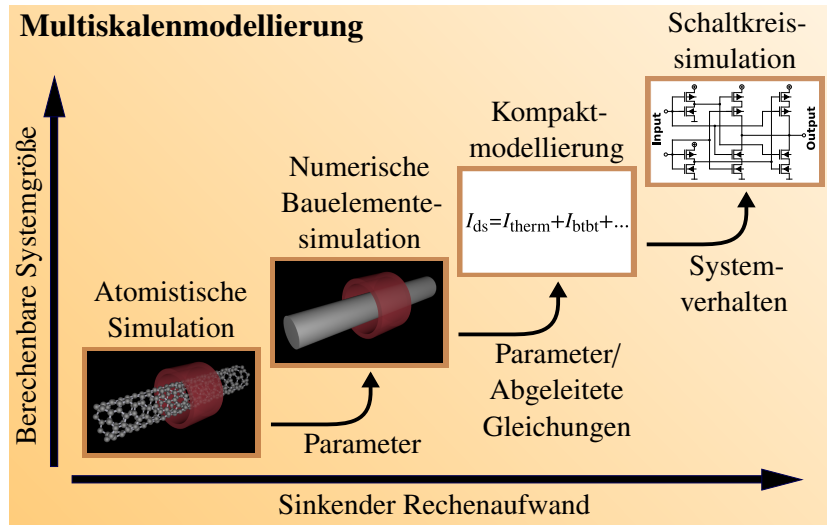 Multiskalenmodellierung
Schaltkreis-
simulation
Input
Output
Kompakt-
modellierung
I_ds=I_therm+I_btbt+...
System-
verhalten
Numerische
Bauelemente-
simulation
Parameter/
Abgeleitete
Gleichungen
Atomistische
Simulation
Parameter
Berechenbare Systemgröße
Sinkender Rechenaufwand